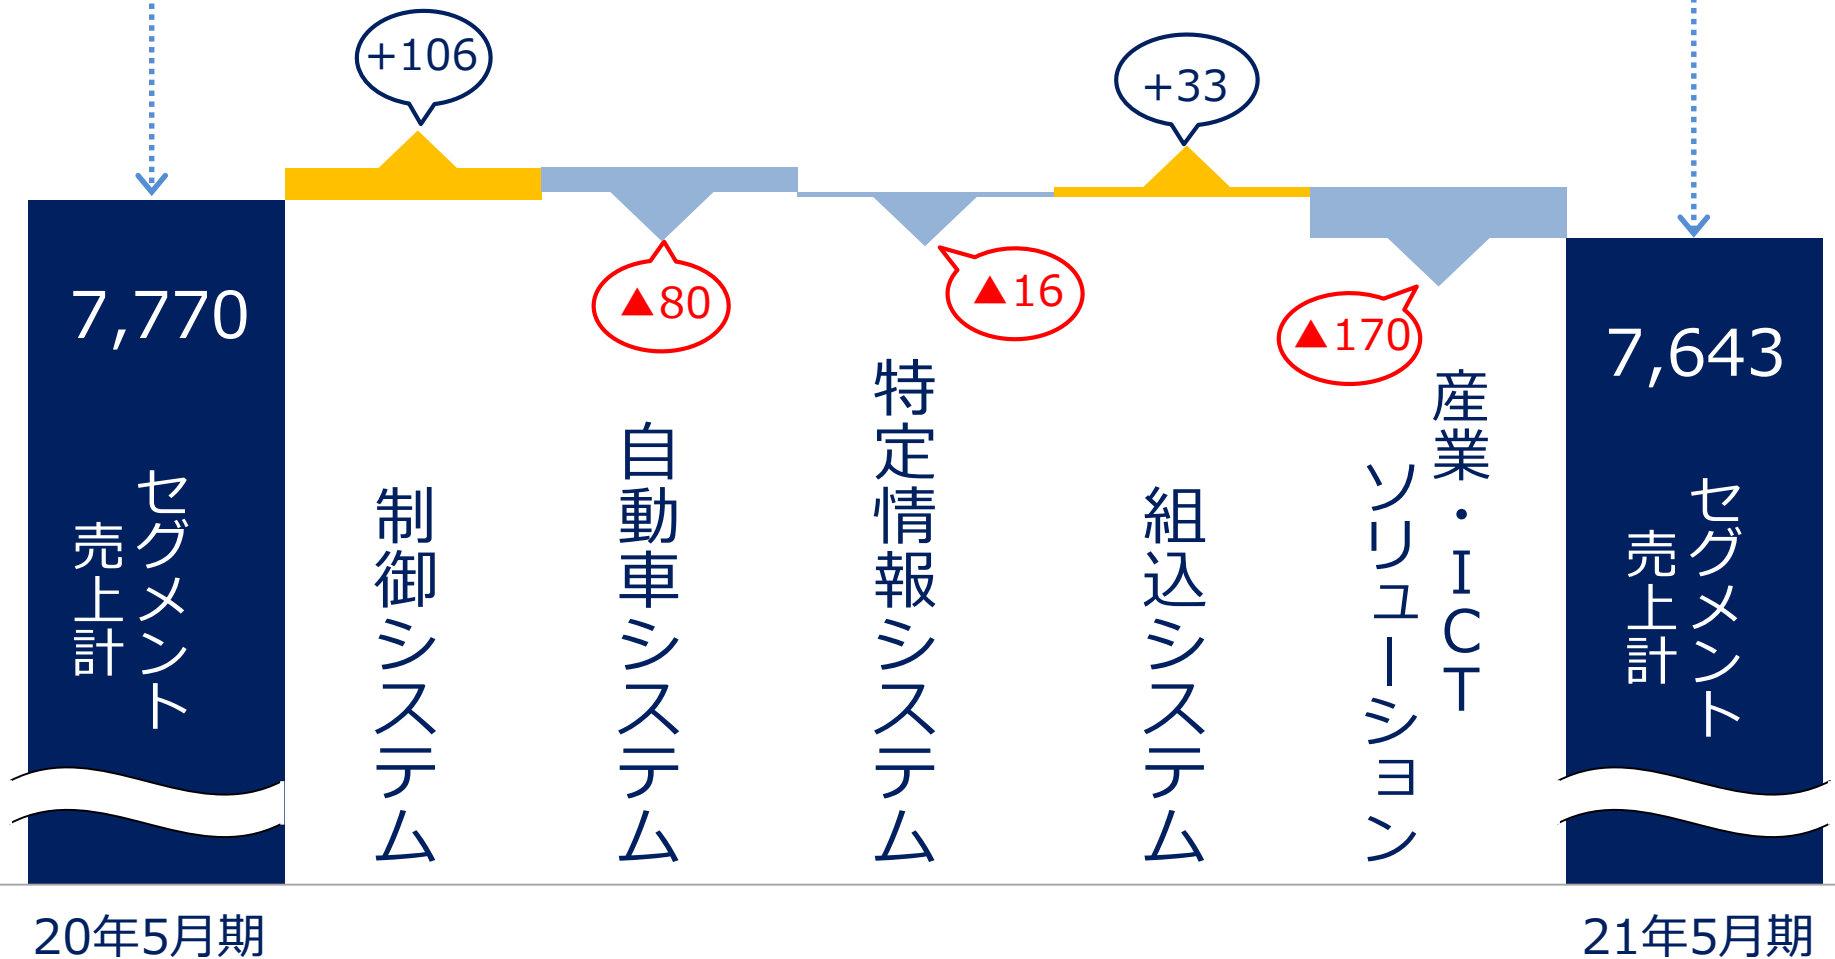 +106
+33
▲80
▲16
▲170
7,770
セグメント
売上計
制御システム
自動車システム
特定情報システム
組込システム
産業・ICT
ソリューション
7,643
セグメント
売上計
20年5月期
21年5月期